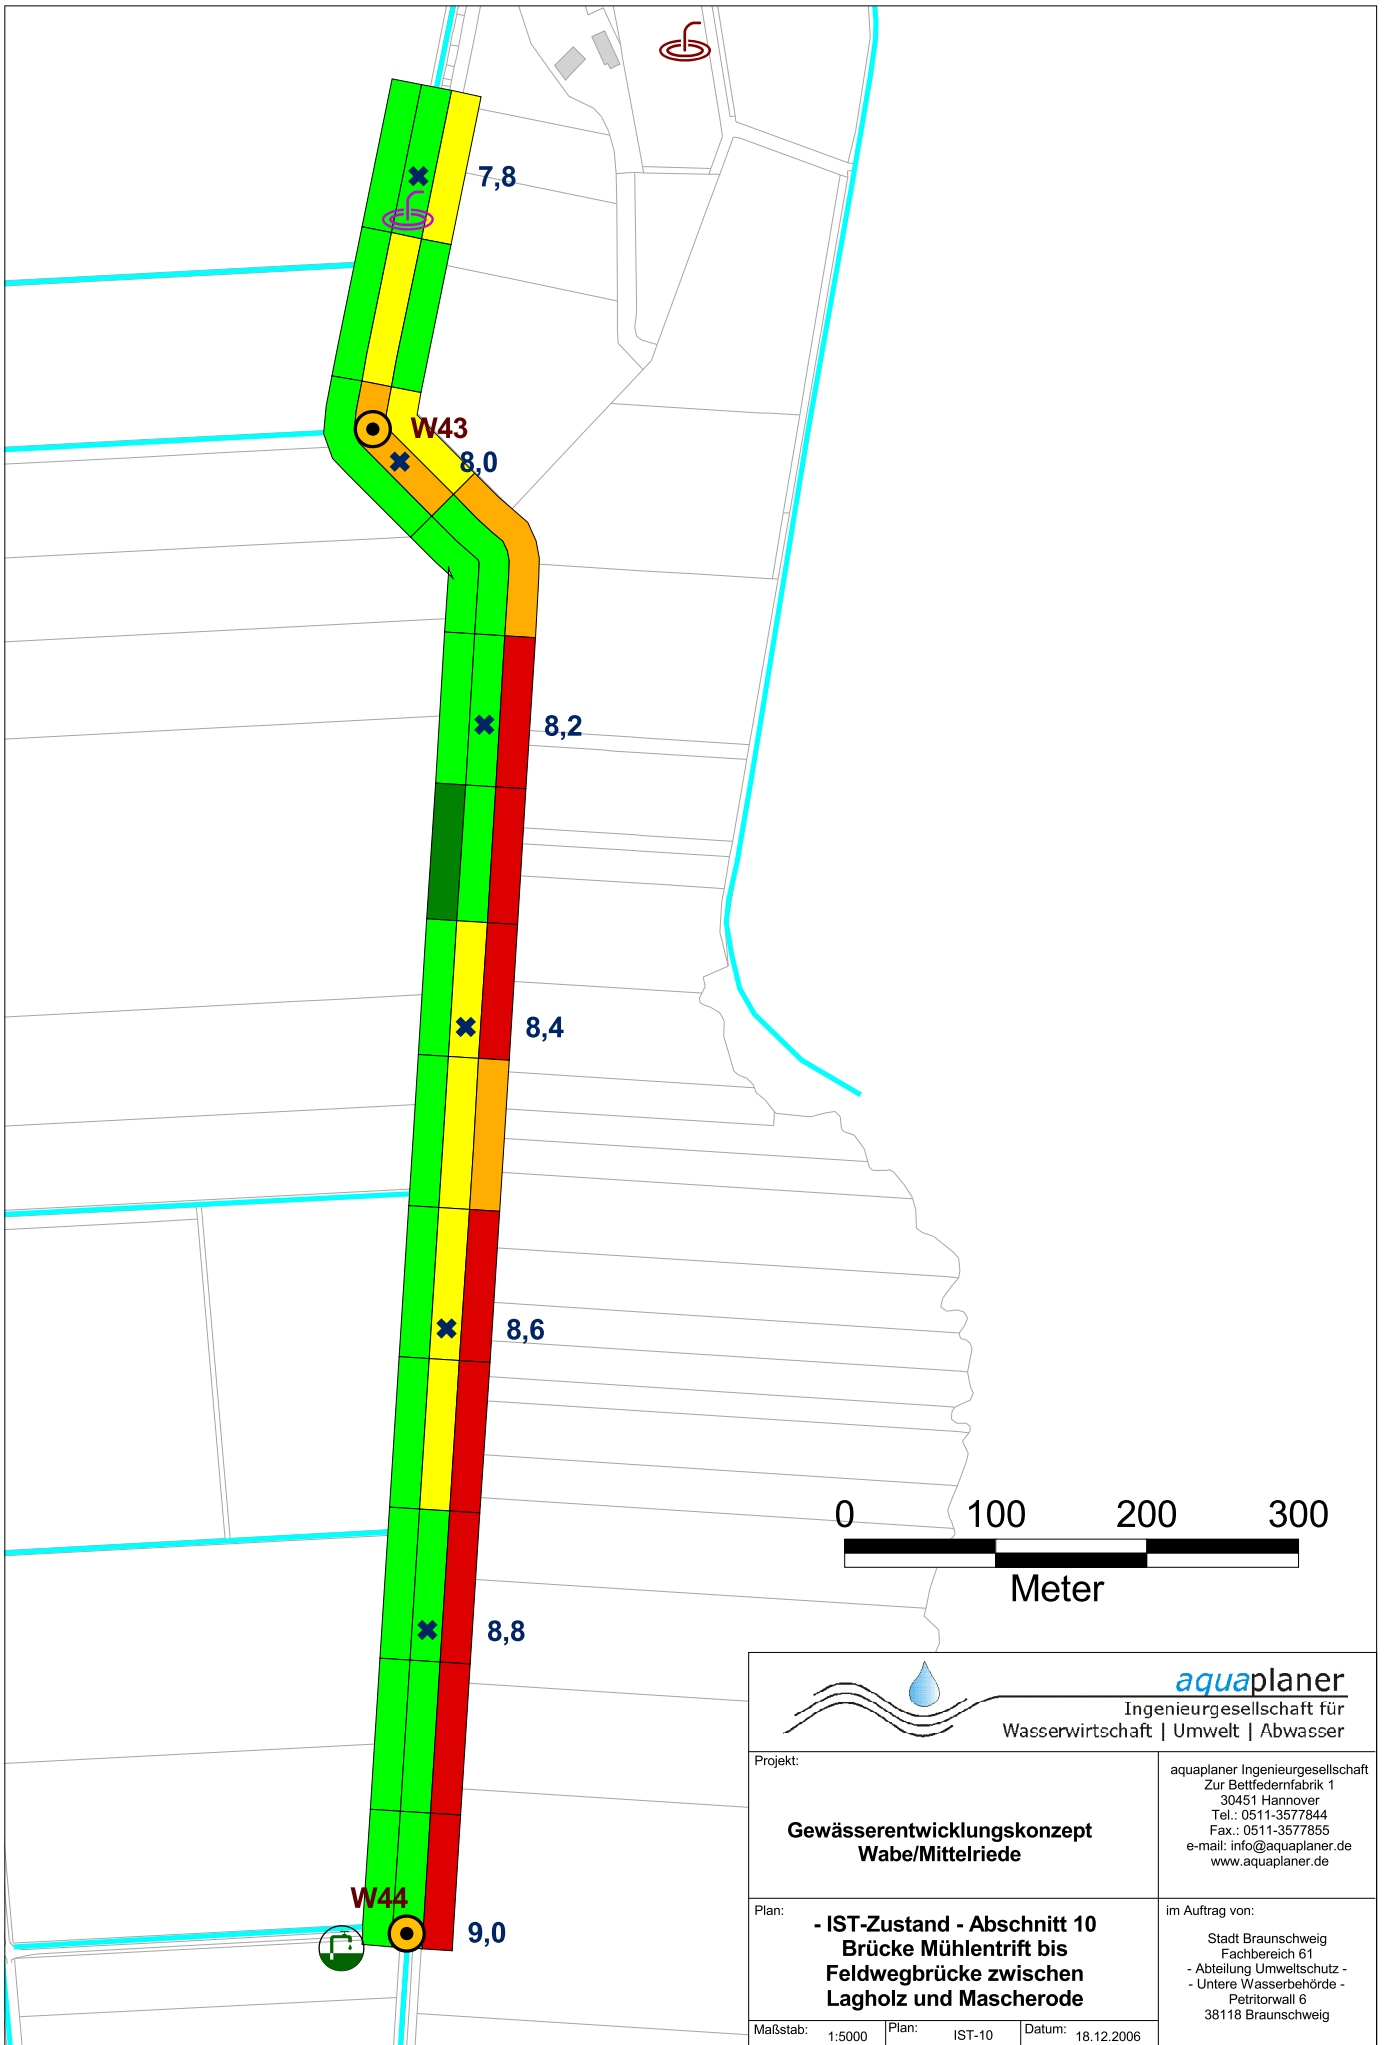 7,8
W43
8,0
8,2
8,4
8,6
8,8
W44
9,0
0 100 200 300
Meter
aquaplaner
Ingenieurgesellschaft für
Wasserwirtschaft | Umwelt | Abwasser
Projekt:
Gewässerentwicklungskonzept
Wabe/Mittelriede
aquaplaner Ingenieurgesellschaft
Zur Bettfedernfabrik 1
30451 Hannover
Tel.: 0511-3577844
Fax.: 0511-3577855
e-mail: info@aquaplaner.de
www.aquaplaner.de
Plan:
- IST-Zustand - Abschnitt 10
Brücke Mühlentrift bis
Feldwegbrücke zwischen
Lagholz und Mascherode
im Auftrag von:
Stadt Braunschweig
Fachbereich 61
- Abteilung Umweltschutz -
- Untere Wasserbehörde -
Petritorwall 6
38118 Braunschweig
Maßstab: 1:5000 Plan: IST-10 Datum: 18.12.2006